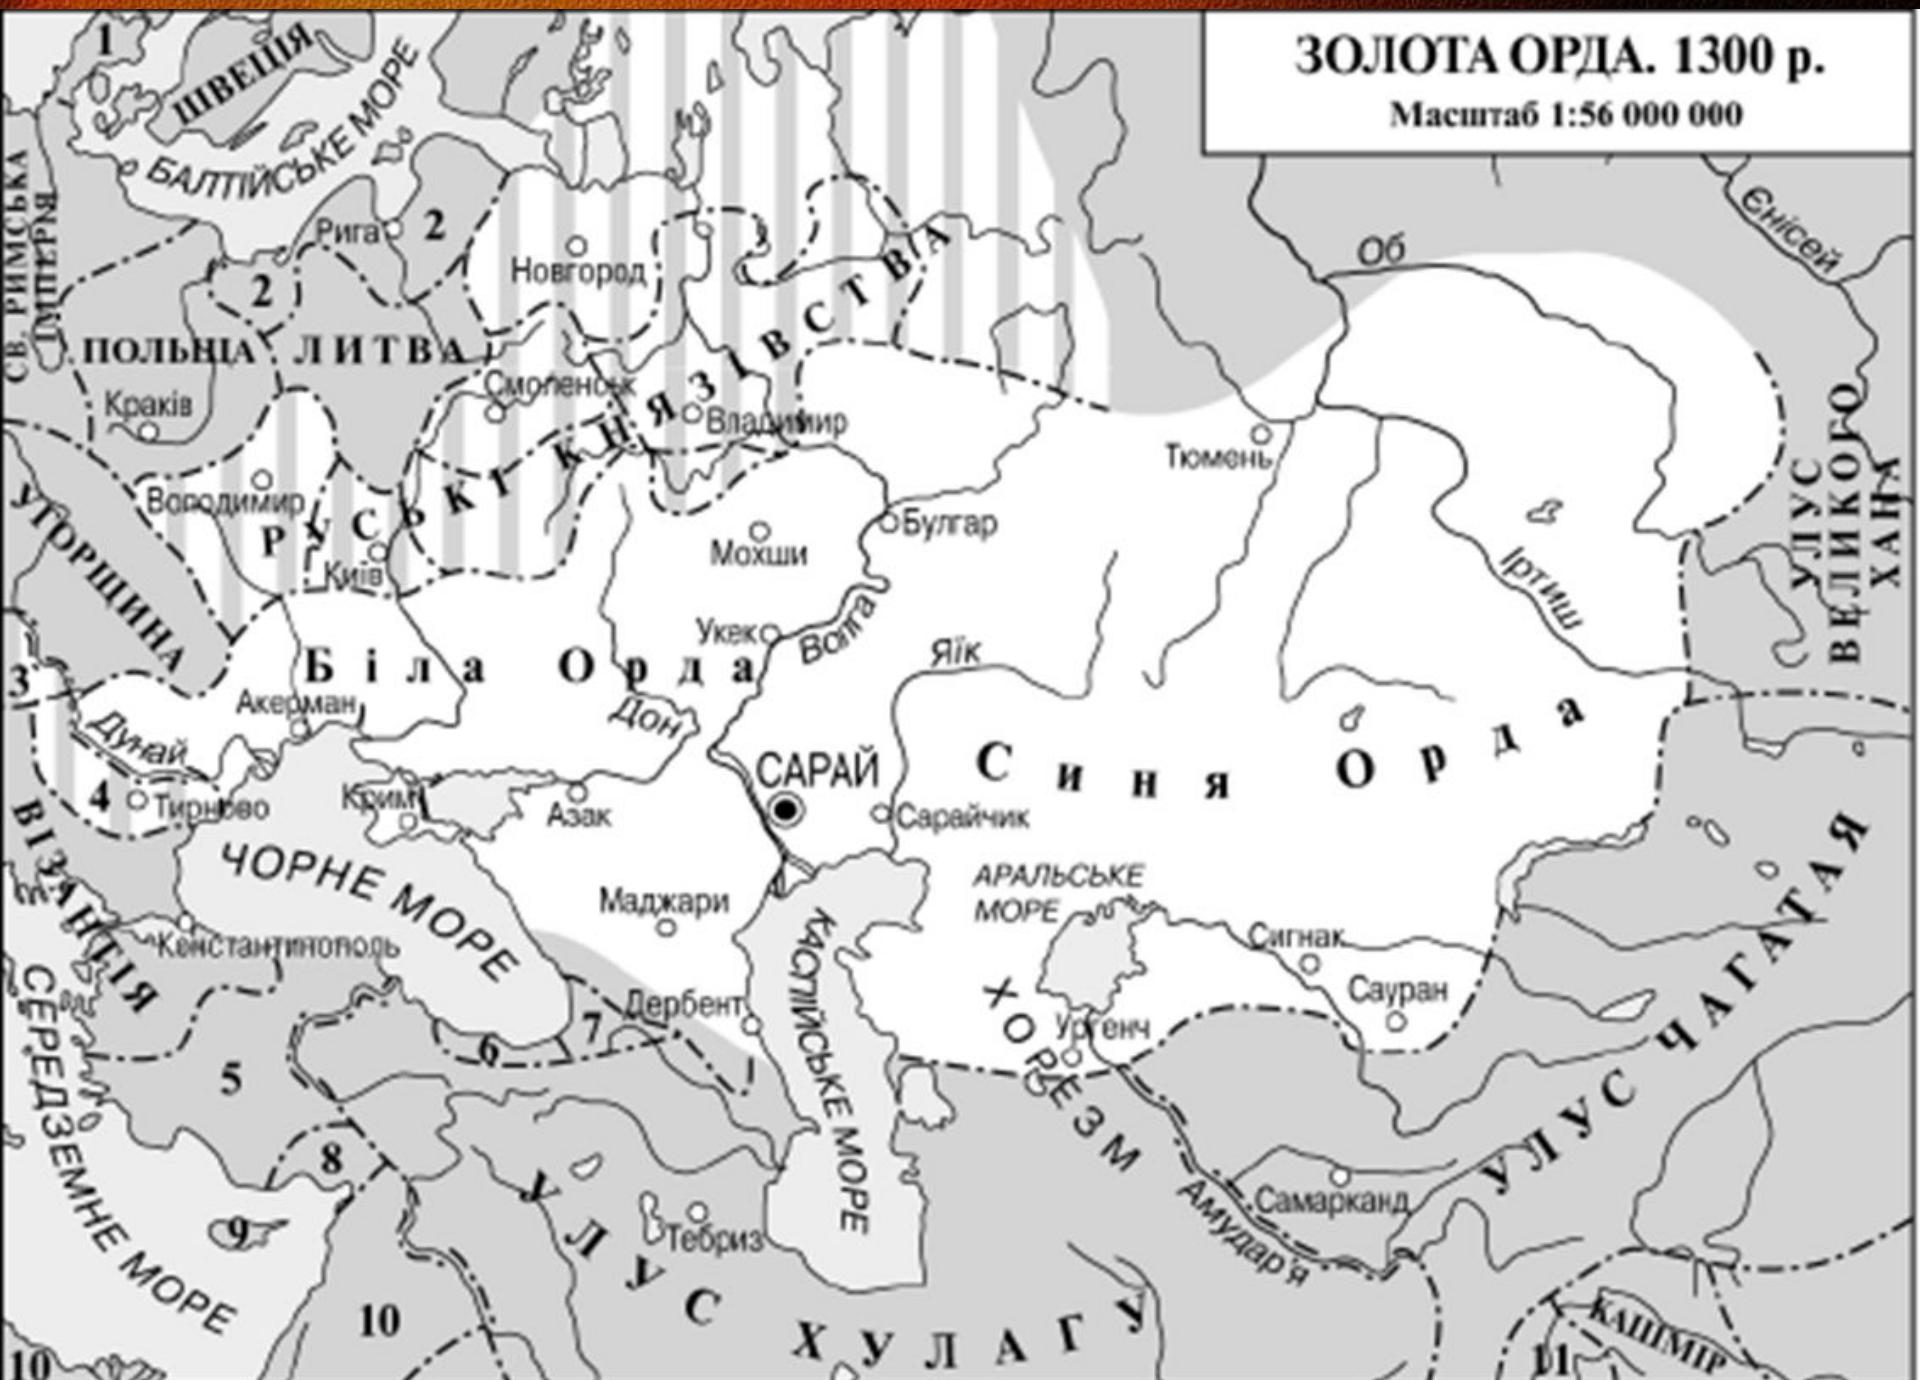 ЗОЛОТА ОРДА. 1300 р.
Масштаб 1:56 000 000
1
ШВЕЦІЯ
БАЛТІЙСЬКЕ МОРЕ
СВ. РИМСЬКА
ІМПЕРІЯ
Рига
2
2
Новгород
Об
Єнісей
ПОЛЬЩА
ЛИТВА
Краків
Смоленськ
Владимир
Тюмень
УЛУС
ВЕЛИКОГО
ХАНА
УГОРЩИНА
Володимир
РУСЬКІ КНЯЗІВСТВА
Київ
Мохши
Булгар
Іртиш
Укек
Волга
Яїк
Біла Орда
3
Акерман
Дунай
Дон
САРАЙ
Синя Орда
4
Тирново
Крим
Азак
Сарайчик
ВІЗАНТІЯ
ЧОРНЕ МОРЕ
Маджари
АРАЛЬСЬКЕ
МОРЕ
Константинополь
КАСПІЙСЬКЕ МОРЕ
Сигнак
Сауран
Дербент
ХОРЕЗМ
Ургенч
УЛУС ЧАГАТАЯ
СЕРЕДЗЕМНЕ МОРЕ
5
6
7
8
9
Тебриз
Самарканд
Амудар'я
УЛУС ХУЛАГУ
10
10
11
КАШМІР